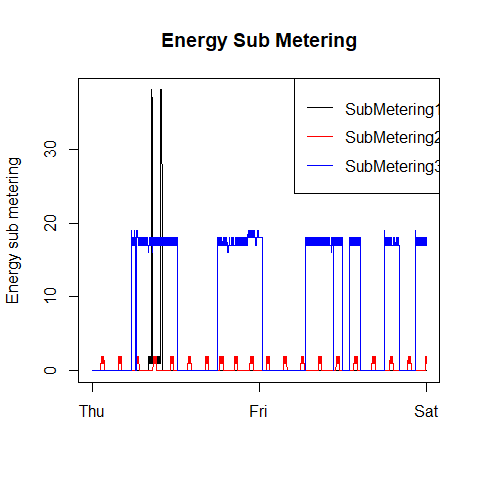 Energy Sub Metering
SubMetering1
SubMetering2
SubMetering3
Energy sub metering
30
20
10
0
Thu
Fri
Sat